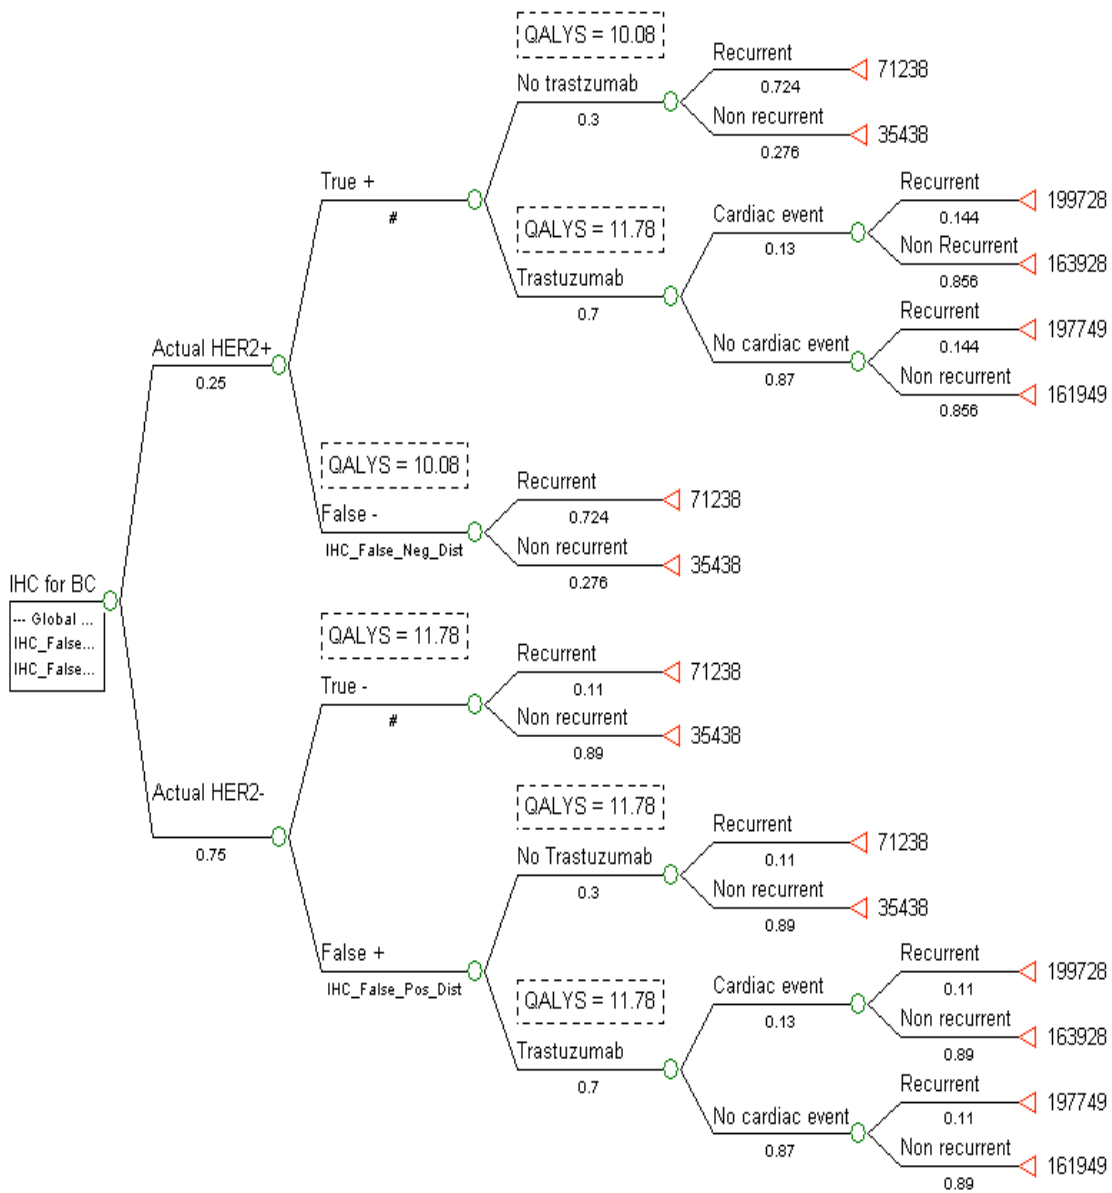 QALYS = 10.08
Recurrent
71238
0.724
No trastzumab
0.3
Non recurrent
35438
0.276
True +
#
QALYS = 11.78
Trastuzumab
0.7
Cardiac event
0.13
Recurrent
199728
0.144
Non Recurrent
163928
0.856
No cardiac event
0.87
Recurrent
197749
0.144
Non recurrent
161949
0.856
Actual HER2+
0.25
QALYS = 10.08
False -
IHC_False_Neg_Dist
Recurrent
71238
0.724
Non recurrent
35438
0.276
IHC for BC
--- Global ...
IHC_False...
IHC_False...
QALYS = 11.78
True -
#
Recurrent
71238
0.11
Non recurrent
35438
0.89
Actual HER2-
0.75
QALYS = 11.78
No Trastuzumab
0.3
Recurrent
71238
0.11
Non recurrent
35438
0.89
False +
IHC_False_Pos_Dist
QALYS = 11.78
Trastuzumab
0.7
Cardiac event
0.13
Recurrent
199728
0.11
Non recurrent
163928
0.89
No cardiac event
0.87
Recurrent
197749
0.11
Non recurrent
161949
0.89